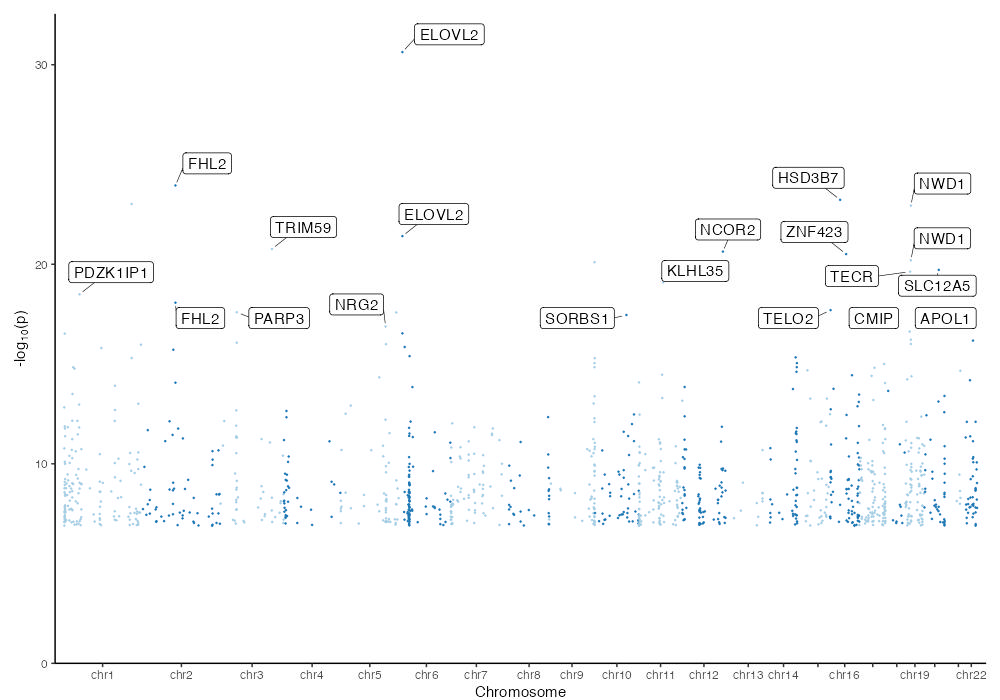 ELOVL2
30
FHL2
HSD3B7
NWD1
ELOVL2
TRIM59
NCOR2
ZNF423
NWD1
20
PDZK1IP1
KLHL35
TECR
SLC12A5
NRG2
FHL2
PARP3
SORBS1
TELO2
CMIP
APOL1
-log10(p)
10
0
chr1 chr2 chr3 chr4 chr5 chr6 chr7 chr8 chr9 chr10 chr11 chr12 chr13 chr14 chr16 chr19 chr22
Chromosome